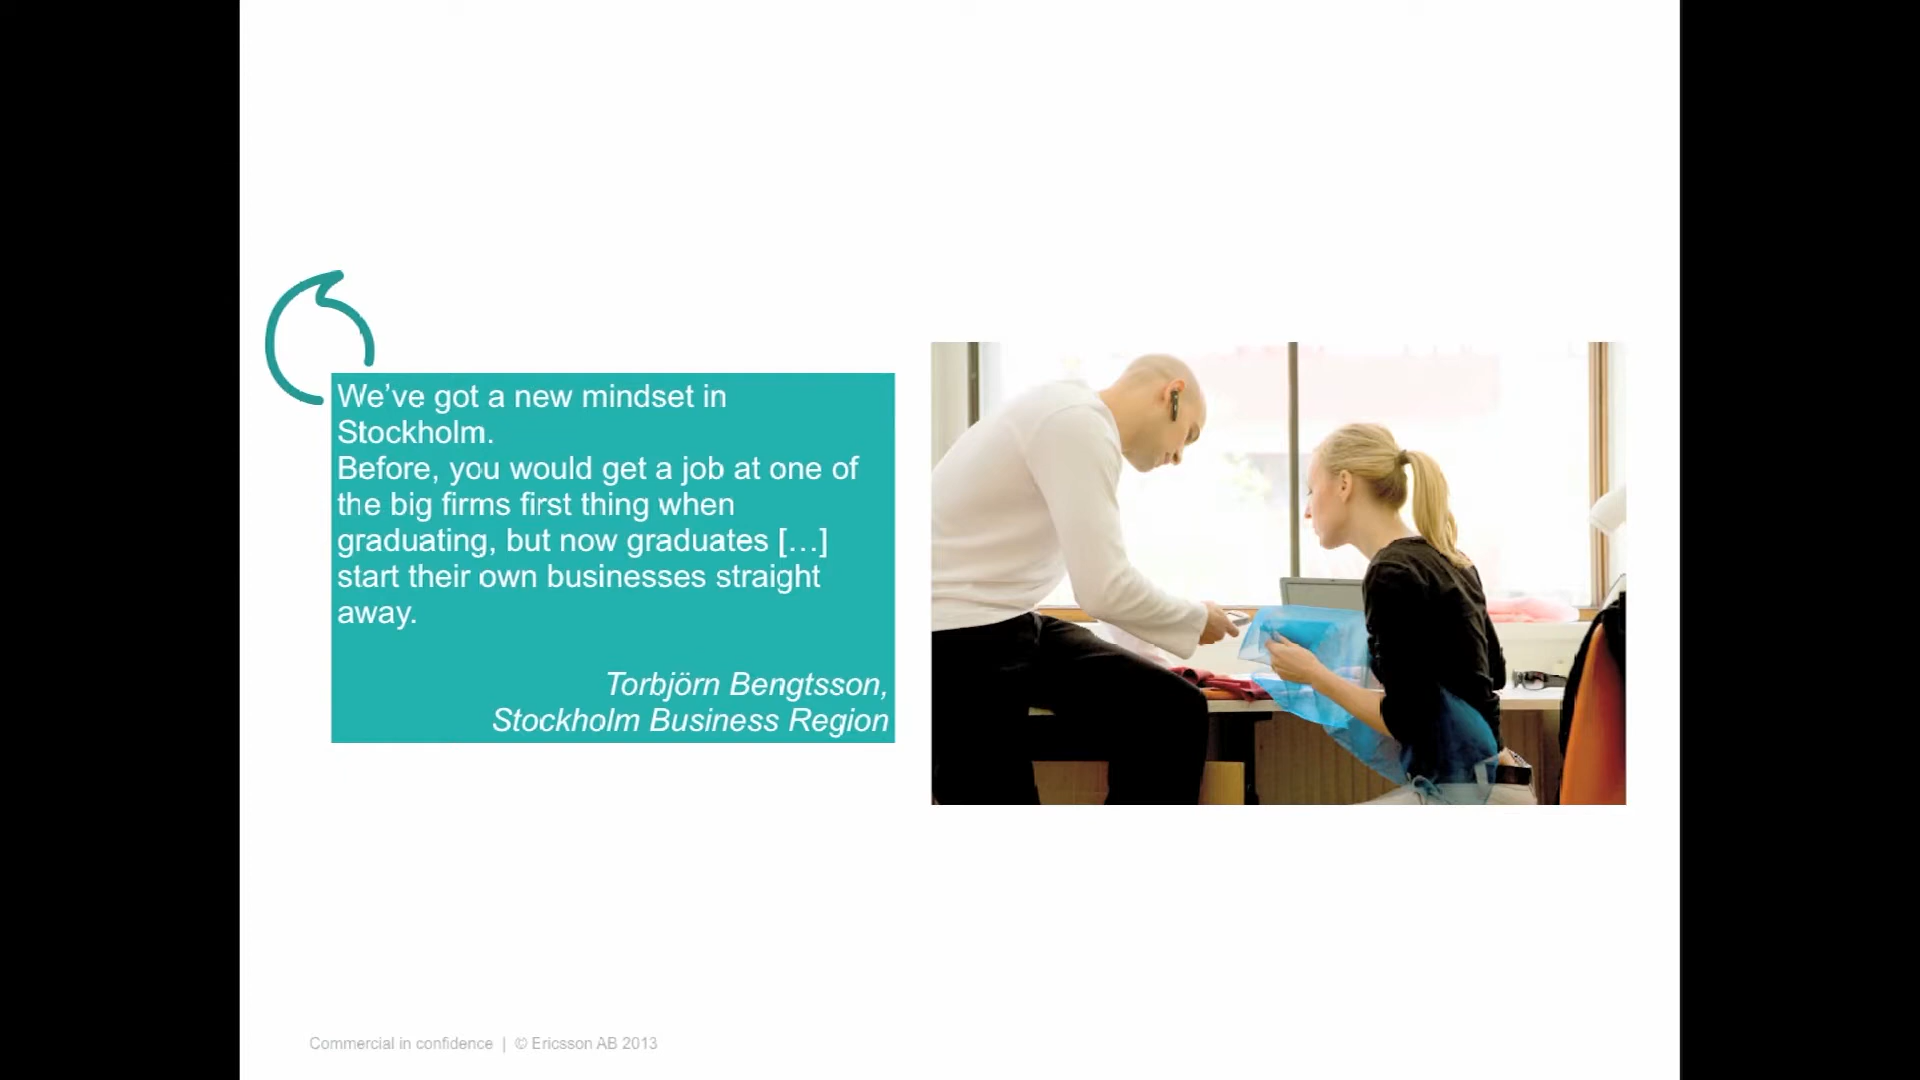 We’ve got a new mindset in
Stockholm.
Before, you would get a job at one of
the big firms first thing when
graduating, but now graduates […]
start their own businesses straight
away.
Torbjörn Bengtsson,
Stockholm Business Region
Commercial in confidence | © Ericsson AB 2013